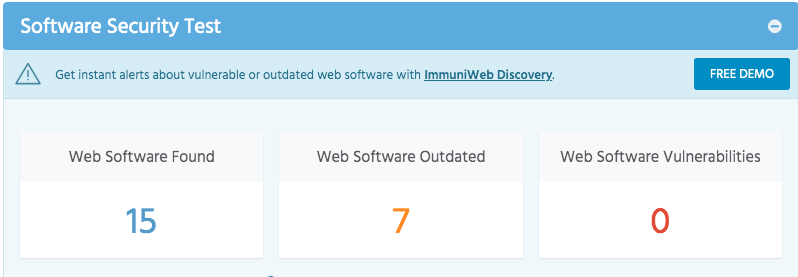 Software Security Test
Get instant alerts about vulnerable or outdated web software with ImmuniWeb Discovery.
FREE DEMO
Web Software Found
Web Software Outdated
Web Software Vulnerabilities
15
7
0